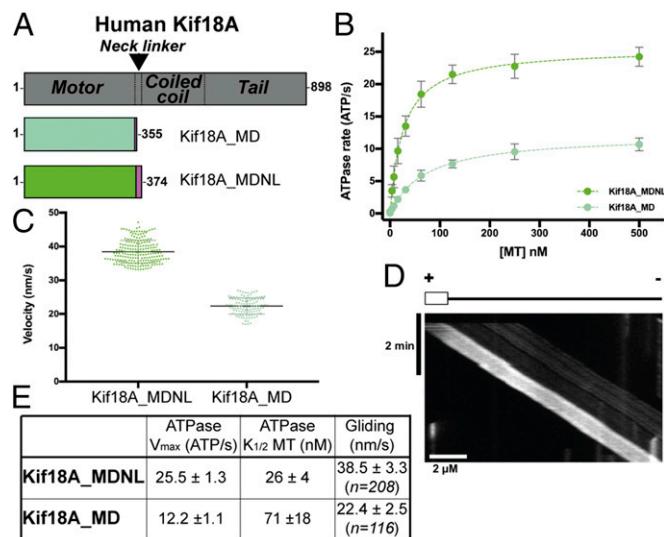 A
Human Kif18A
Neck linker
1 Motor Coiled coil Tail 898
1 355 Kif18A_MD
1 374 Kif18A_MDNL
B
ATPase rate (ATP/s)
25
20
15
10
5
0
0 100 200 300 400 500
[MT] nM
Kif18A_MDNL
Kif18A_MD
C
Velocity (nm/s)
50
40
30
20
10
0
Kif18A_MDNL Kif18A_MD
D
+ -
2 min
2 µM
E
ATPase Vmax (ATP/s) ATPase K1/2 MT (nM) Gliding (nm/s)
Kif18A_MDNL 25.5 ± 1.3 26 ± 4 38.5 ± 3.3 (n=208)
Kif18A_MD 12.2 ±1.1 71 ±18 22.4 ± 2.5 (n=116)